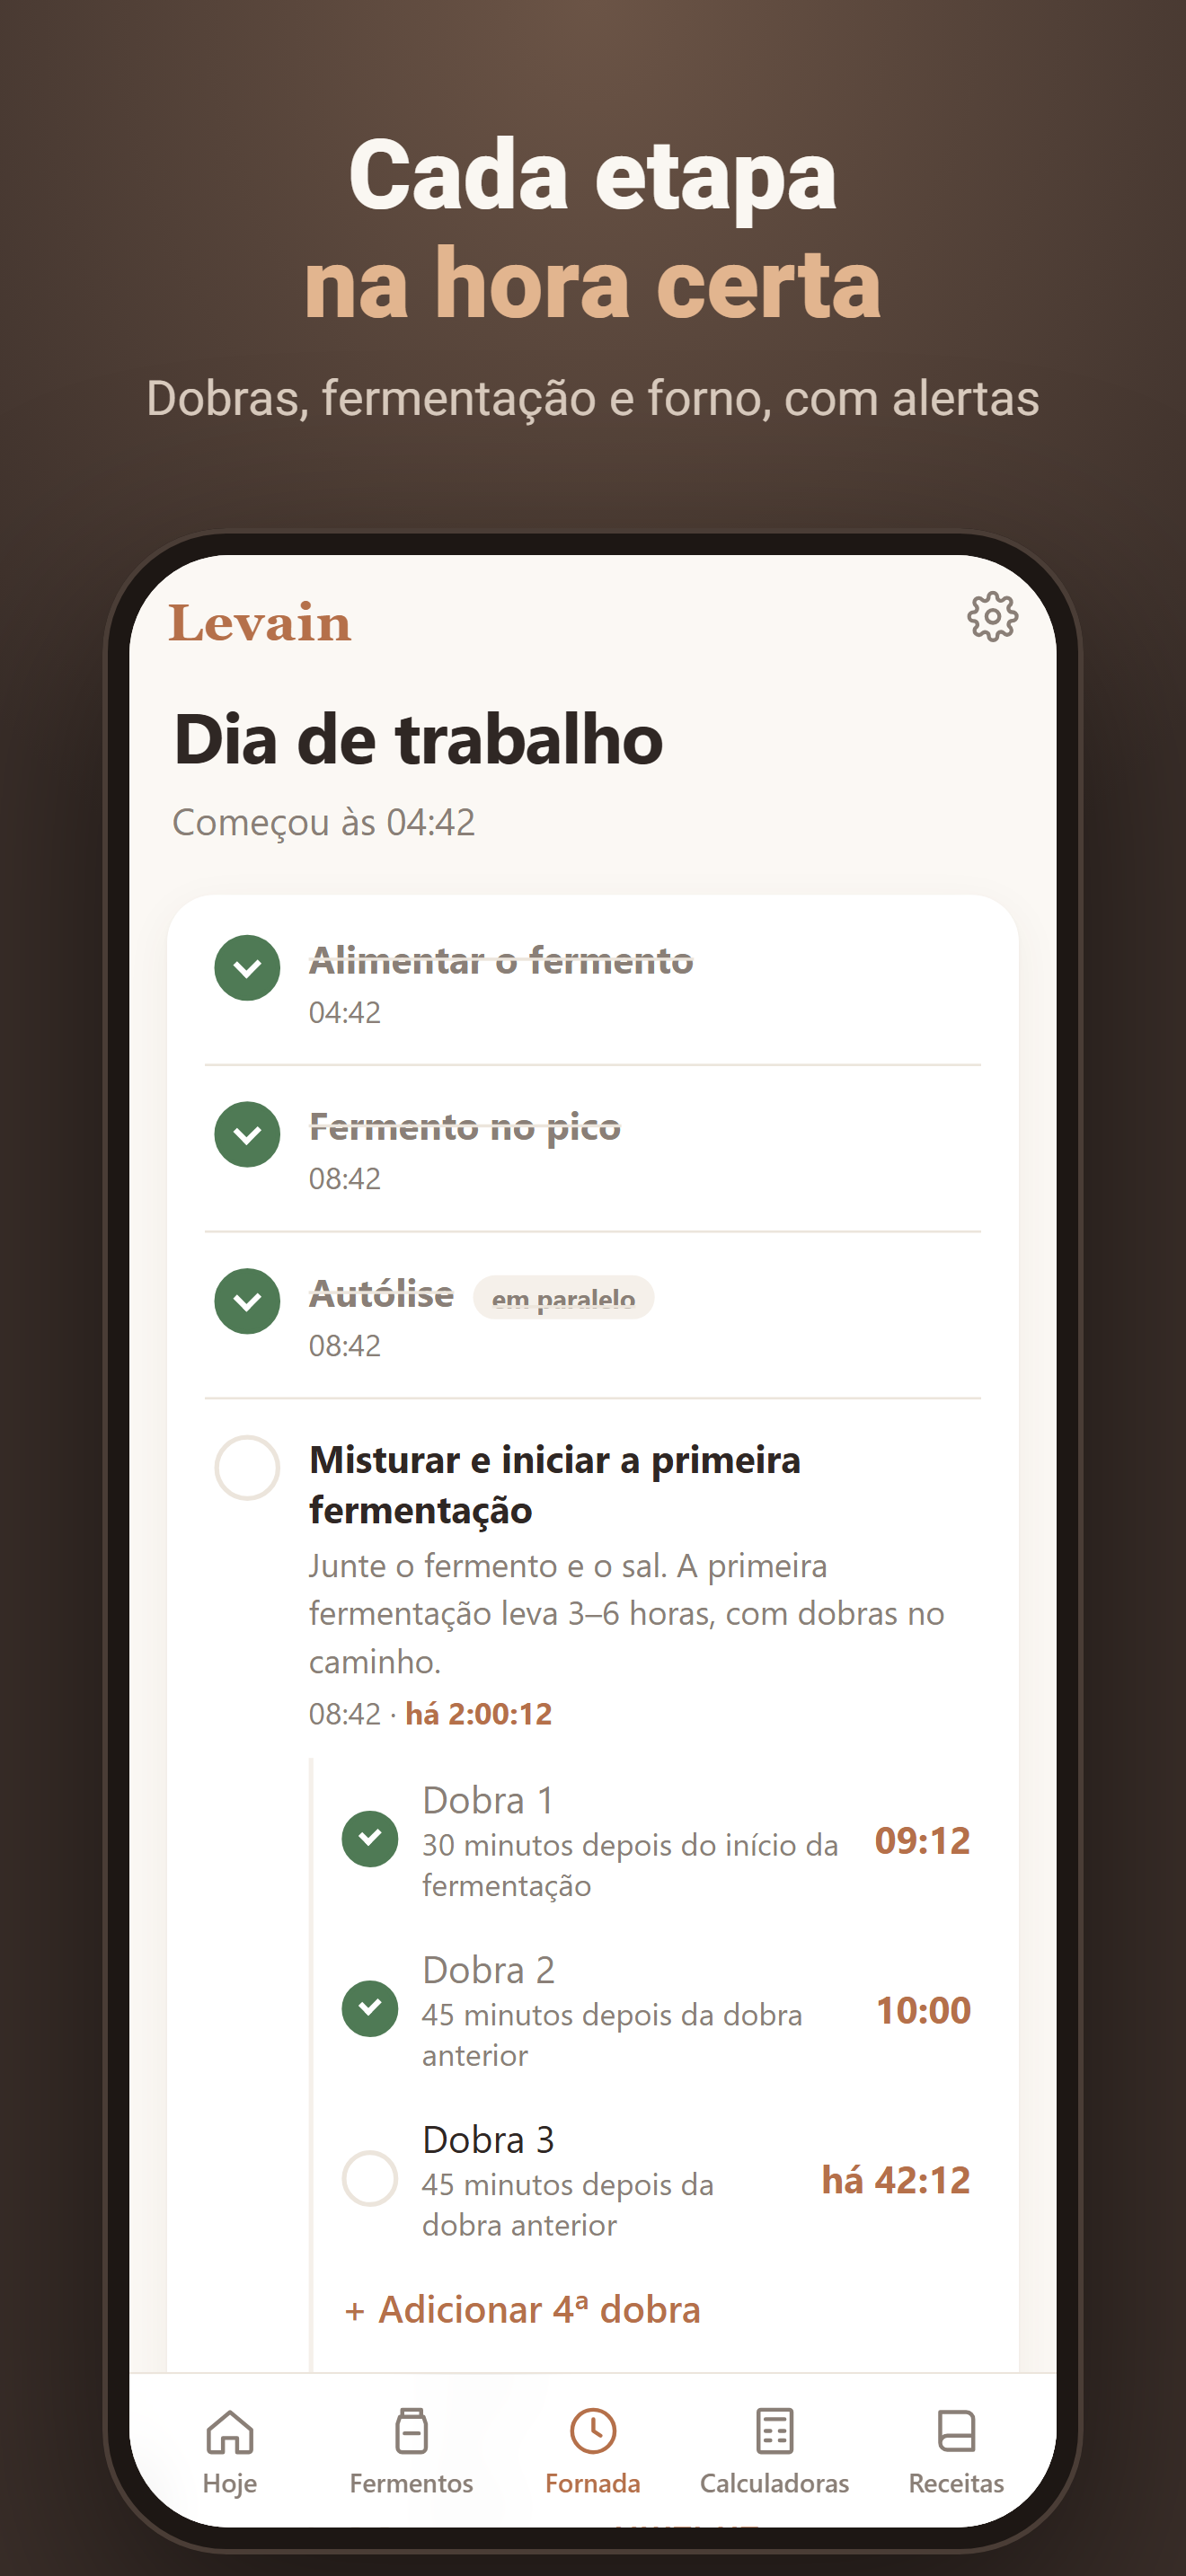 Cada etapa
na hora certa
Dobras, fermentação e forno, com alertas
Levain
Dia de trabalho
Começou às 04:42
Alimentar o fermento
04:42
Fermento no pico
08:42
Autólise em paralelo
08:42
Misturar e iniciar a primeira
fermentação
Junte o fermento e o sal. A primeira
fermentação leva 3–6 horas, com dobras no
caminho.
08:42 · há 2:00:12
Dobra 1
30 minutos depois do início da
fermentação
09:12
Dobra 2
45 minutos depois da dobra
anterior
10:00
Dobra 3
45 minutos depois da
dobra anterior
há 42:12
+ Adicionar 4ª dobra
Hoje
Fermentos
Fornada
Calculadoras
Receitas